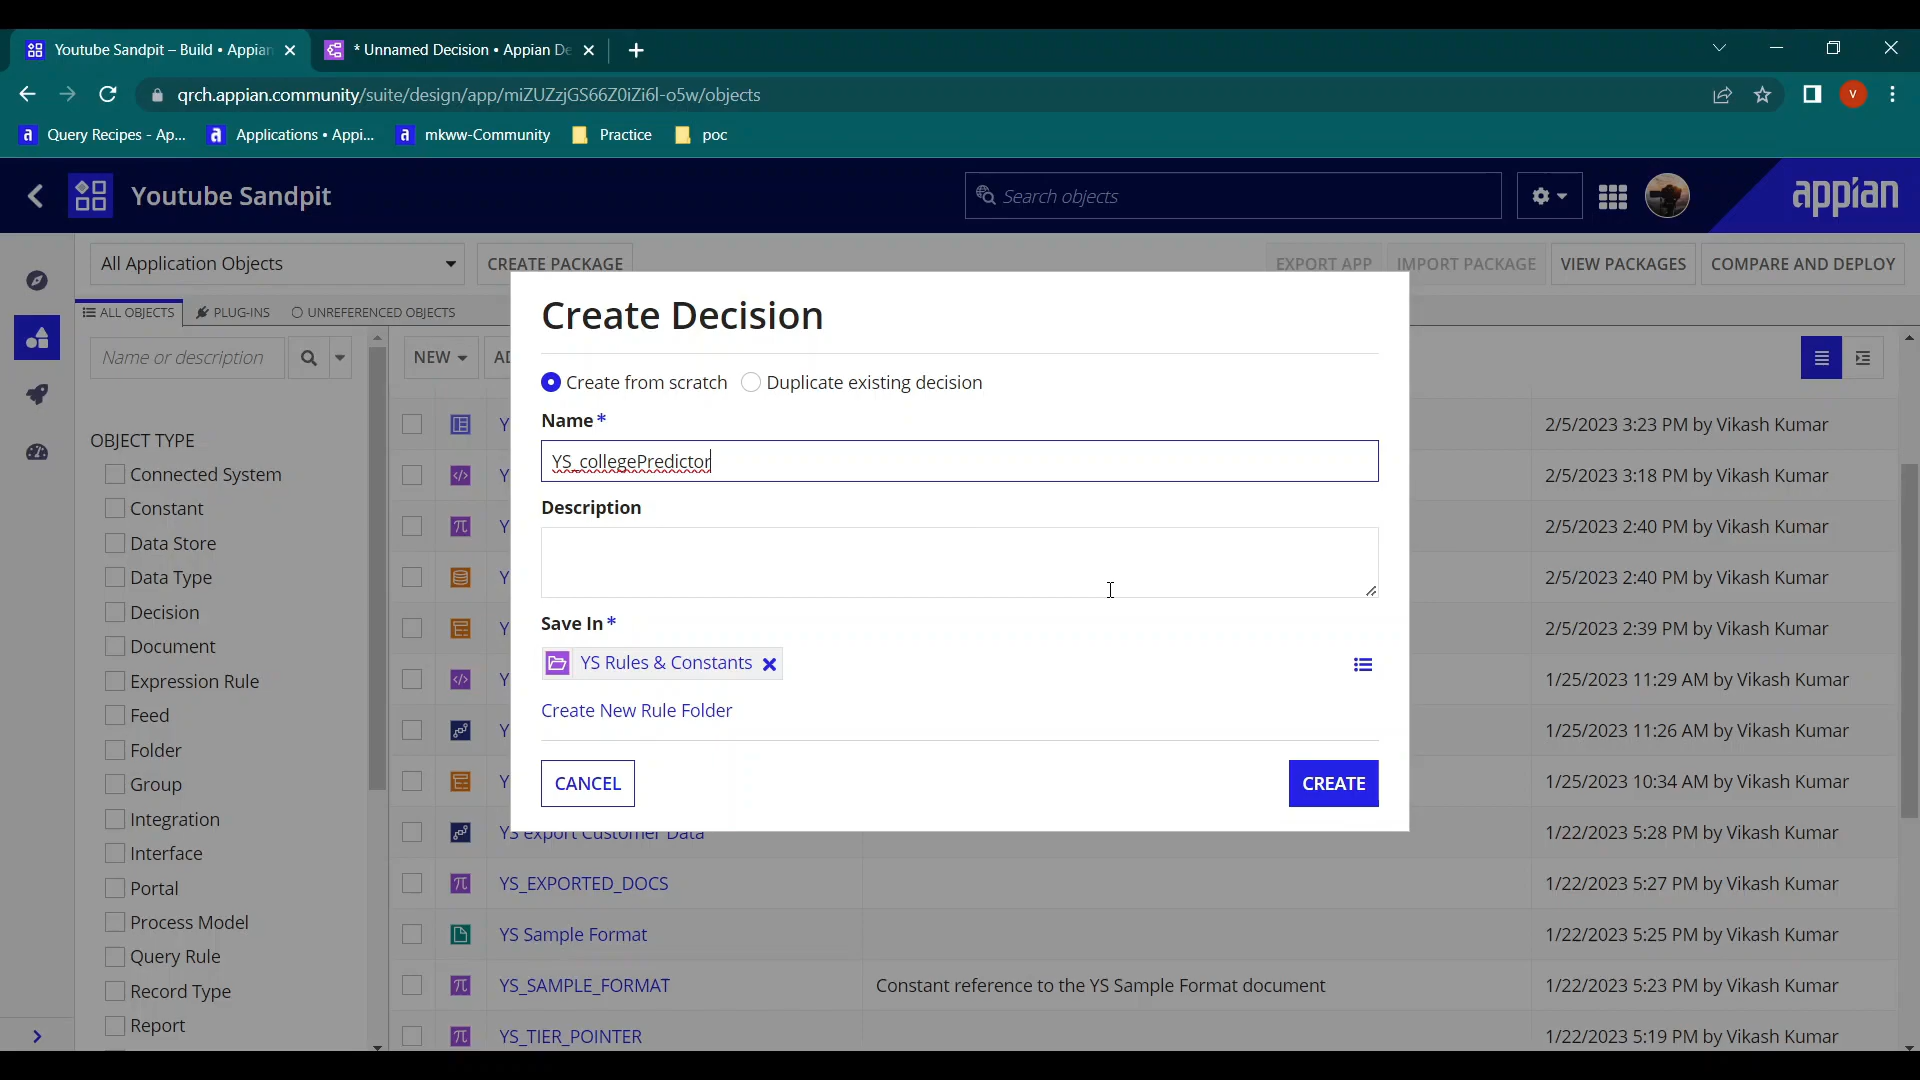 Youtube Sandpit – Build • Appian
* Unnamed Decision • Appian De
qrch.appian.community/suite/design/app/miZUZzjGS66Z0iZi6l-o5w/objects
V
Query Recipes - Ap...
Applications • Appi...
mkww-Community
Practice
poc
Youtube Sandpit
Search objects
appian
All Application Objects
CREATE PACKAGE
EXPORT APP
IMPORT PACKAGE
VIEW PACKAGES
COMPARE AND DEPLOY
ALL OBJECTS
PLUG-INS
UNREFERENCED OBJECTS
Name or description
NEW
OBJECT TYPE
Connected System
Constant
Data Store
Data Type
Decision
Document
Expression Rule
Feed
Folder
Group
Integration
Interface
Portal
Process Model
Query Rule
Record Type
Report
Create Decision
Create from scratch
Duplicate existing decision
Name *
YS_collegePredictor
Description
Save In *
YS Rules & Constants
Create New Rule Folder
CANCEL
CREATE
2/5/2023 3:23 PM by Vikash Kumar
2/5/2023 3:18 PM by Vikash Kumar
2/5/2023 2:40 PM by Vikash Kumar
2/5/2023 2:40 PM by Vikash Kumar
2/5/2023 2:39 PM by Vikash Kumar
1/25/2023 11:29 AM by Vikash Kumar
1/25/2023 11:26 AM by Vikash Kumar
1/25/2023 10:34 AM by Vikash Kumar
YS export Customer Data
1/22/2023 5:28 PM by Vikash Kumar
YS_EXPORTED_DOCS
1/22/2023 5:27 PM by Vikash Kumar
YS Sample Format
1/22/2023 5:25 PM by Vikash Kumar
YS_SAMPLE_FORMAT
Constant reference to the YS Sample Format document
1/22/2023 5:23 PM by Vikash Kumar
YS_TIER_POINTER
1/22/2023 5:19 PM by Vikash Kumar